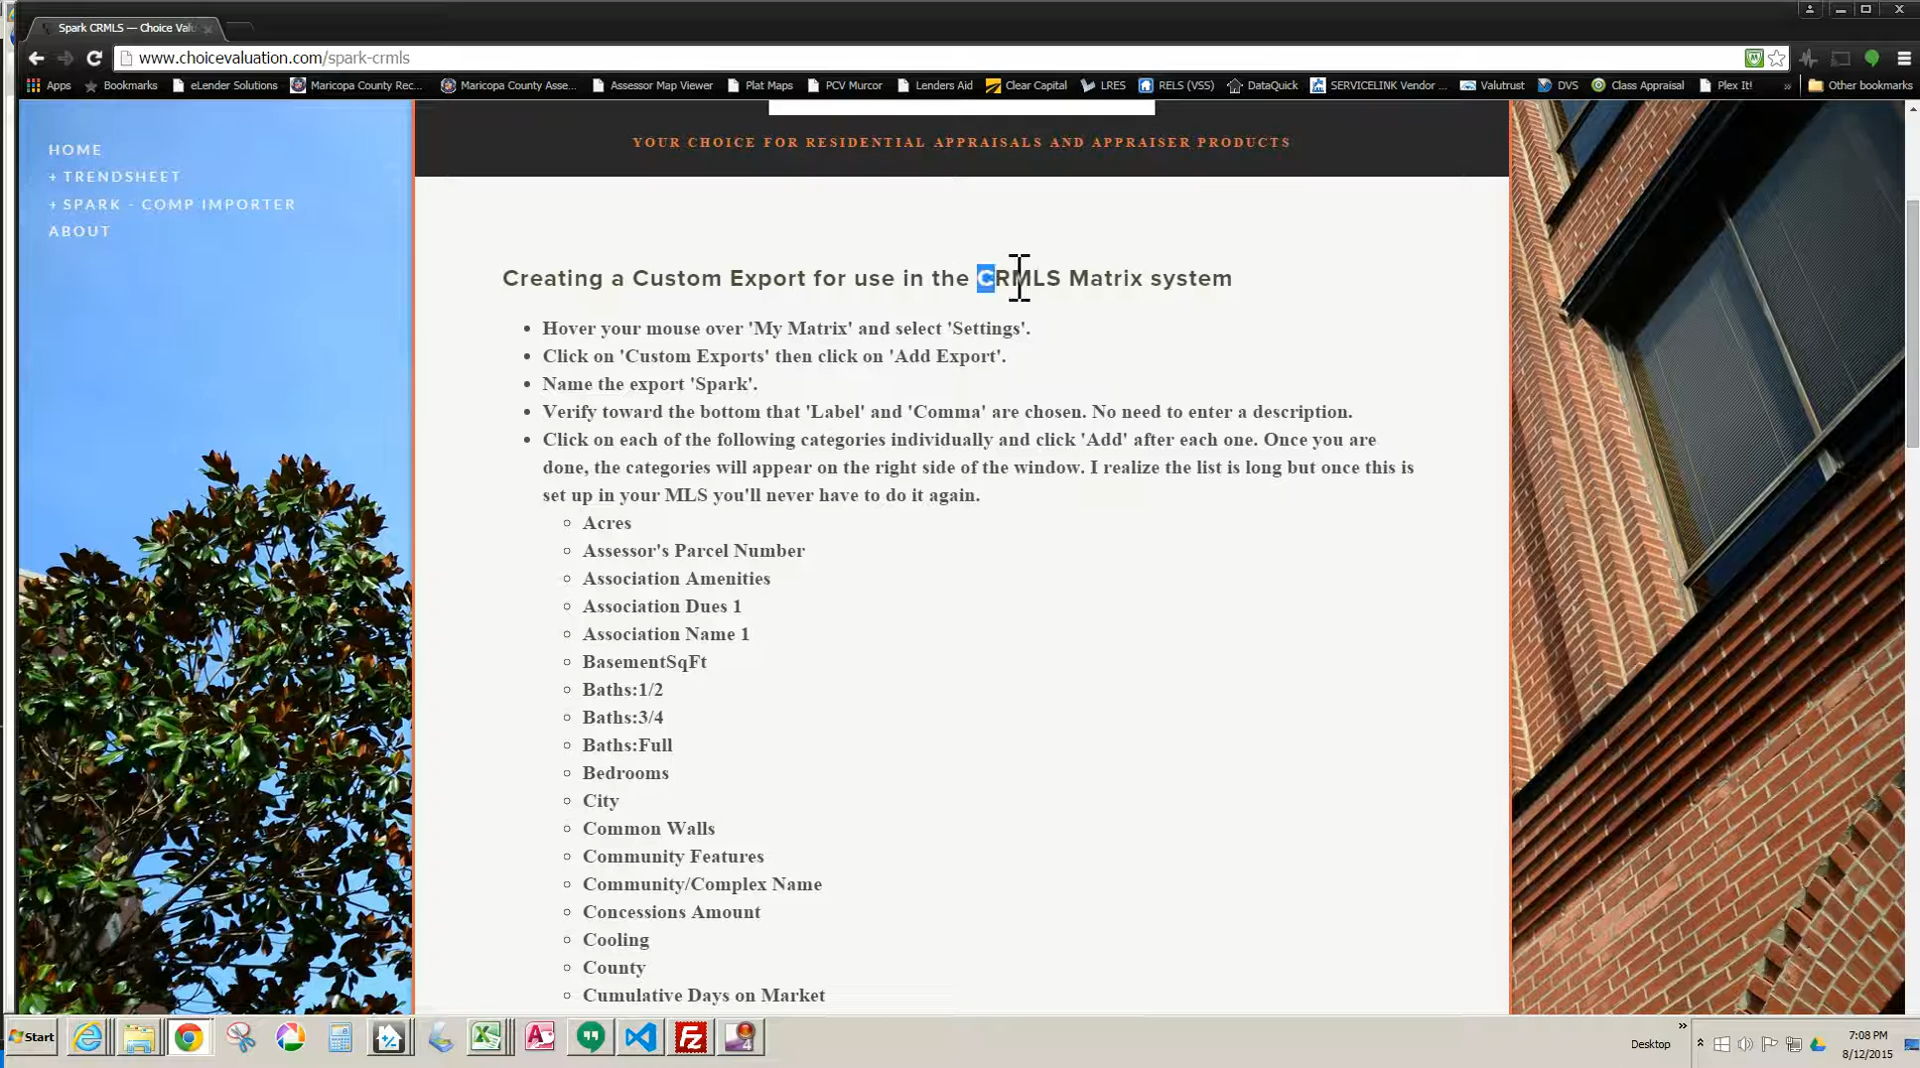 Spark CRMLS — Choice Valu
www.choicevaluation.com/spark-crmls
Apps Bookmarks eLender Solutions Maricopa County Rec... Maricopa County Asse... Assessor Map Viewer Plat Maps PCV Murcor Lenders Aid Clear Capital LRES RELS (VSS) DataQuick SERVICELINK Vendor ... Valutrust DVS Class Appraisal Plex It! » Other bookmarks
YOUR CHOICE FOR RESIDENTIAL APPRAISALS AND APPRAISER PRODUCTS
HOME
+ TRENDSHEET
+ SPARK - COMP IMPORTER
ABOUT
Creating a Custom Export for use in the CRMLS Matrix system
• Hover your mouse over 'My Matrix' and select 'Settings'.
• Click on 'Custom Exports' then click on 'Add Export'.
• Name the export 'Spark'.
• Verify toward the bottom that 'Label' and 'Comma' are chosen. No need to enter a description.
• Click on each of the following categories individually and click 'Add' after each one. Once you are
done, the categories will appear on the right side of the window. I realize the list is long but once this is
set up in your MLS you'll never have to do it again.
○ Acres
○ Assessor's Parcel Number
○ Association Amenities
○ Association Dues 1
○ Association Name 1
○ BasementSqFt
○ Baths:1/2
○ Baths:3/4
○ Baths:Full
○ Bedrooms
○ City
○ Common Walls
○ Community Features
○ Community/Complex Name
○ Concessions Amount
○ Cooling
○ County
○ Cumulative Days on Market
Start
Desktop
»
7:08 PM
8/12/2015